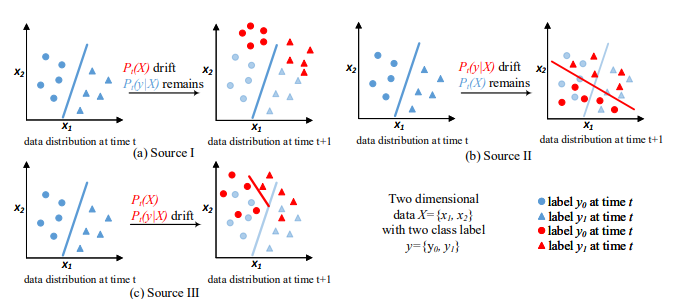 X2
X1
data distribution at time t
Pt(X) drift
Pt(y|X) remains
X2
X1
data distribution at time t+1
(a) Source I
X2
X1
data distribution at time t
Pt(y|X) drift
Pt(X) remains
X2
X1
data distribution at time t+1
(b) Source II
X2
X1
data distribution at time t
Pt(X)
Pt(y|X) drift
X2
X1
data distribution at time t+1
(c) Source III
Two dimensional
data X={x1, x2}
with two class label
y={y0, y1}
label y0 at time t
label y1 at time t
label y0 at time t
label y1 at time t